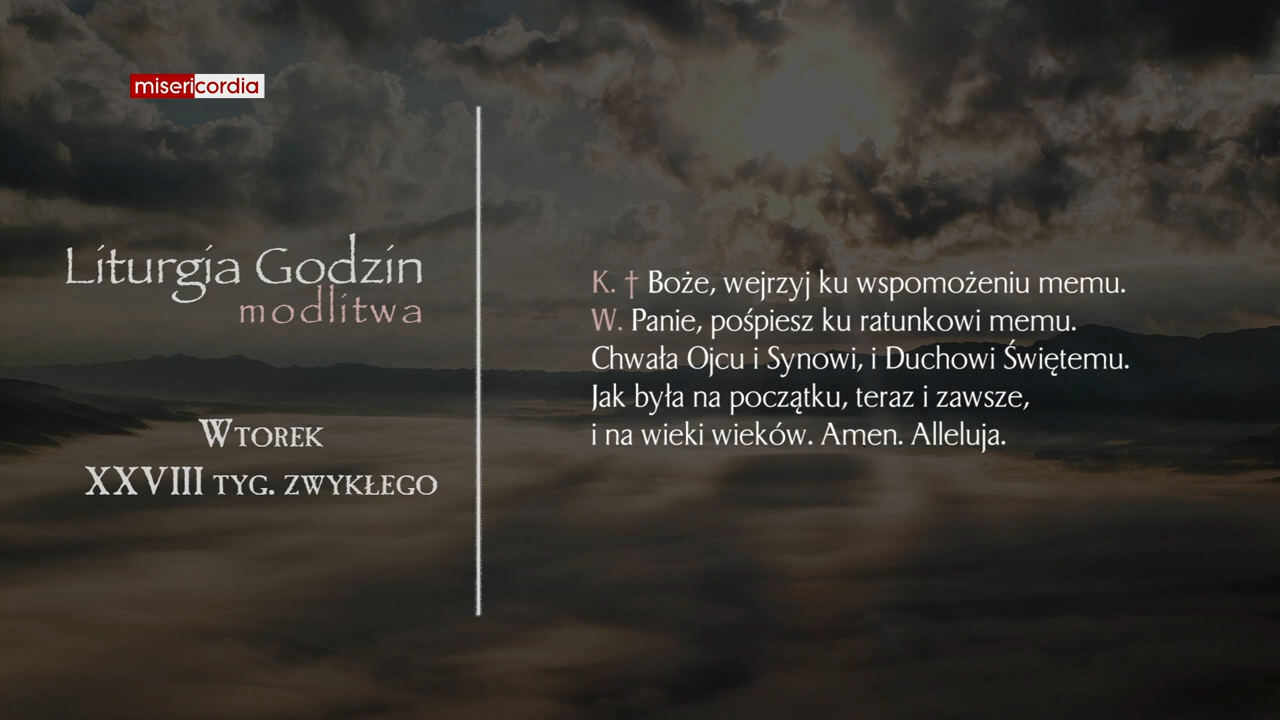 misericordia
Liturgia Godzin
modlitwa
Wtorek
XXVIII tyg. zwykłego
K. † Boże, wejrzyj ku wspomożeniu memu.
W. Panie, pośpiesz ku ratunkowi memu.
Chwała Ojcu i Synowi, i Duchowi Świętemu.
Jak była na początku, teraz i zawsze,
i na wieki wieków. Amen. Alleluja.